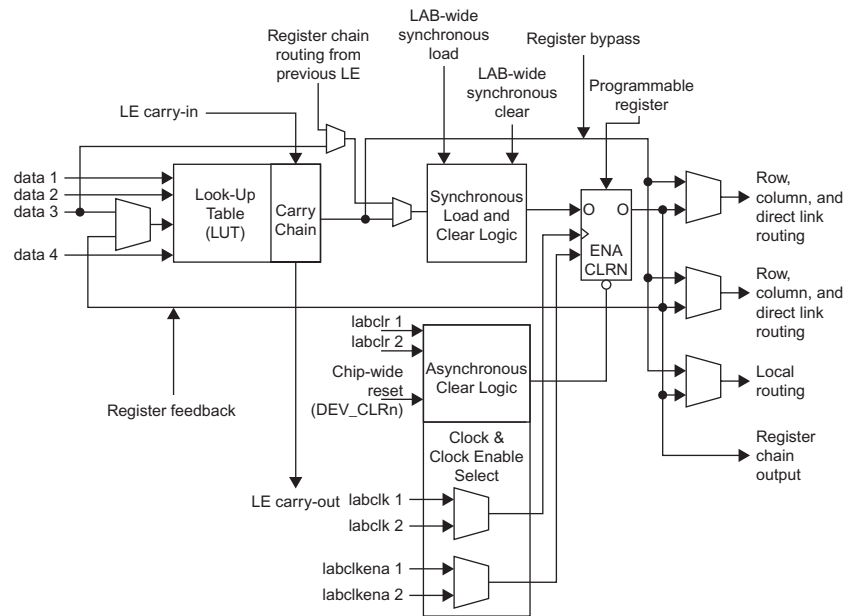 LAB-wide
synchronous
load
Register chain
routing from
previous LE
Register bypass
LAB-wide
synchronous
clear
Programmable
register
LE carry-in
data 1
data 2
data 3
data 4
Look-Up
Table
(LUT)
Carry
Chain
Synchronous
Load and
Clear Logic
O O
ENA
CLRN
Row,
column, and
direct link
routing
Row,
column, and
direct link
routing
labclr 1
labclr 2
Chip-wide
reset
(DEV_CLRn)
Asynchronous
Clear Logic
Local
routing
Register feedback
Clock &
Clock Enable
Select
Register
chain
output
LE carry-out
labclk 1
labclk 2
labclkena 1
labclkena 2